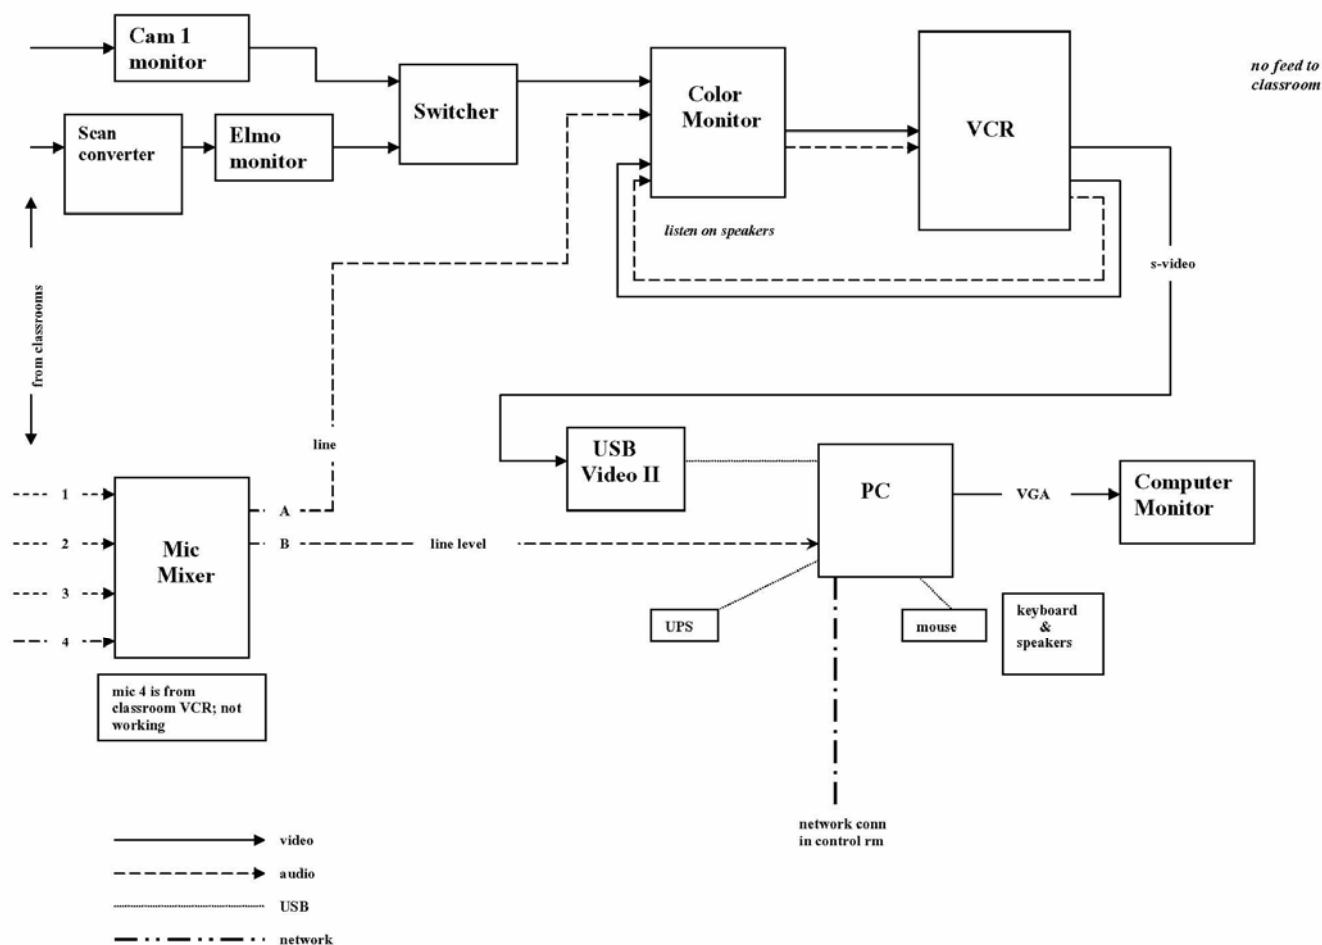 Cam 1
monitor
Switcher
Color
Monitor
VCR
no feed to
classroom
Scan
converter
Elmo
monitor
listen on speakers
s-video
from classrooms
line
USB
Video II
PC
VGA
Computer
Monitor
1
2
3
4
Mic
Mixer
A
B
line level
UPS
mouse
keyboard
&
speakers
mic 4 is from
classroom VCR; not
working
network conn
in control rm
video
audio
USB
network